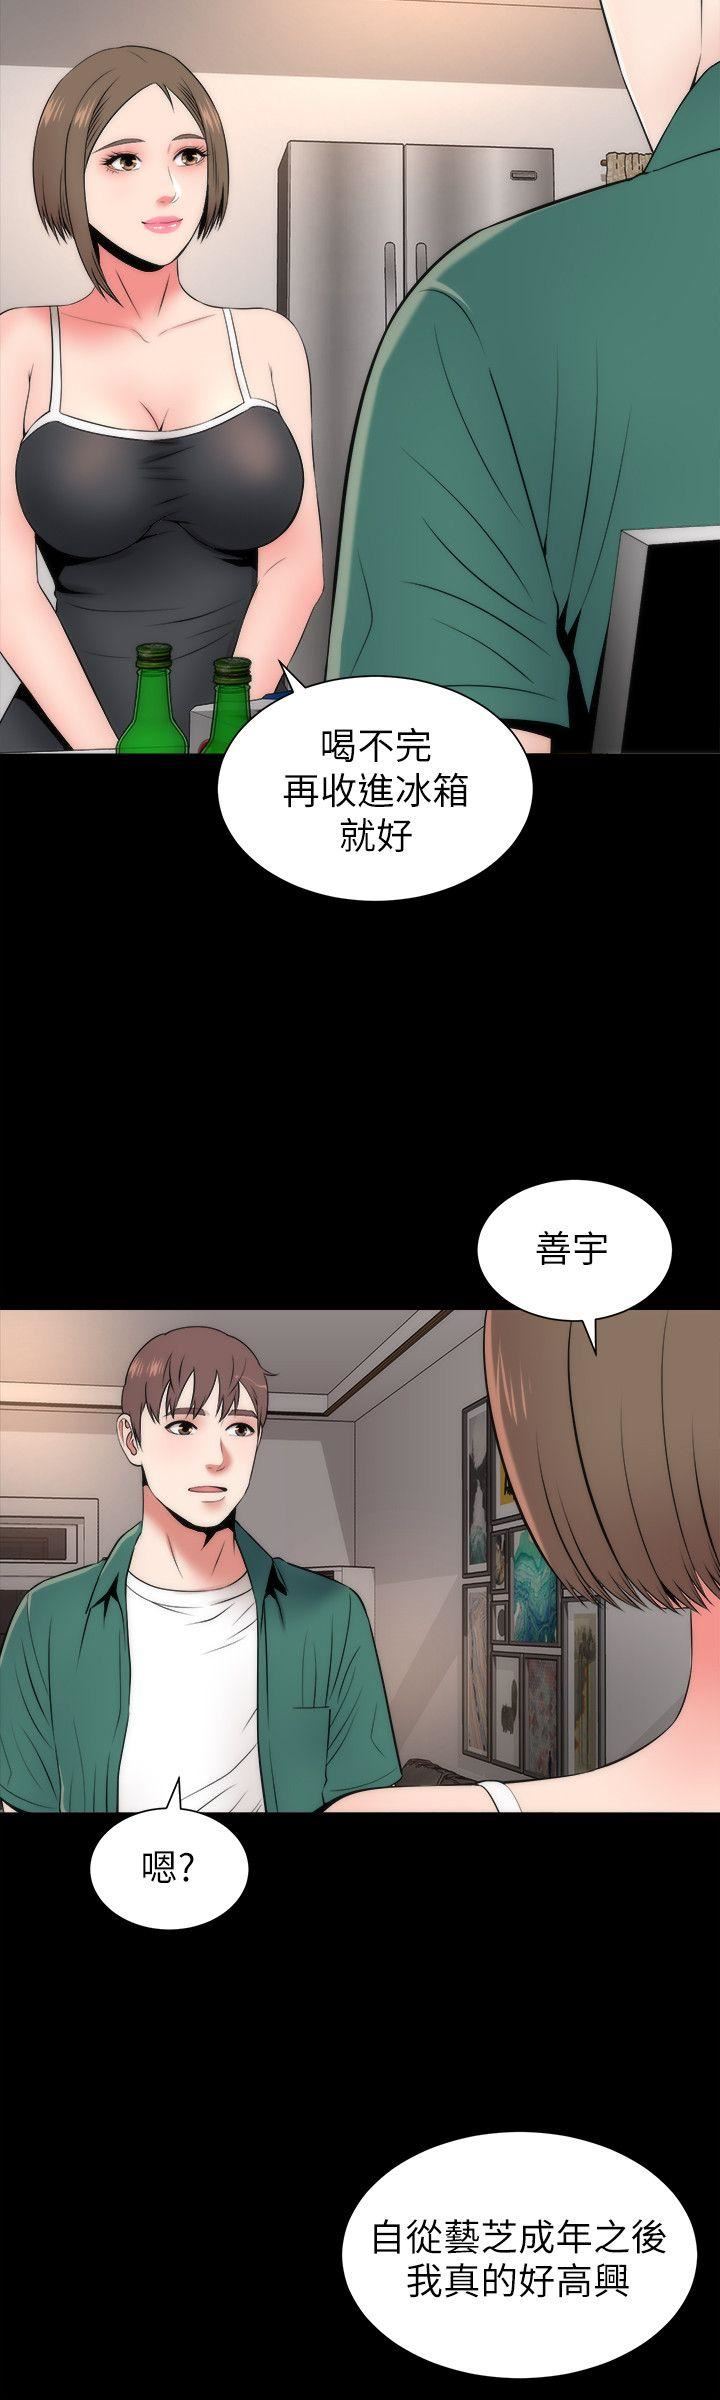 喝不完
再收進冰箱
就好
善宇
嗯?
自從藝芝成年之後
我真的好高興